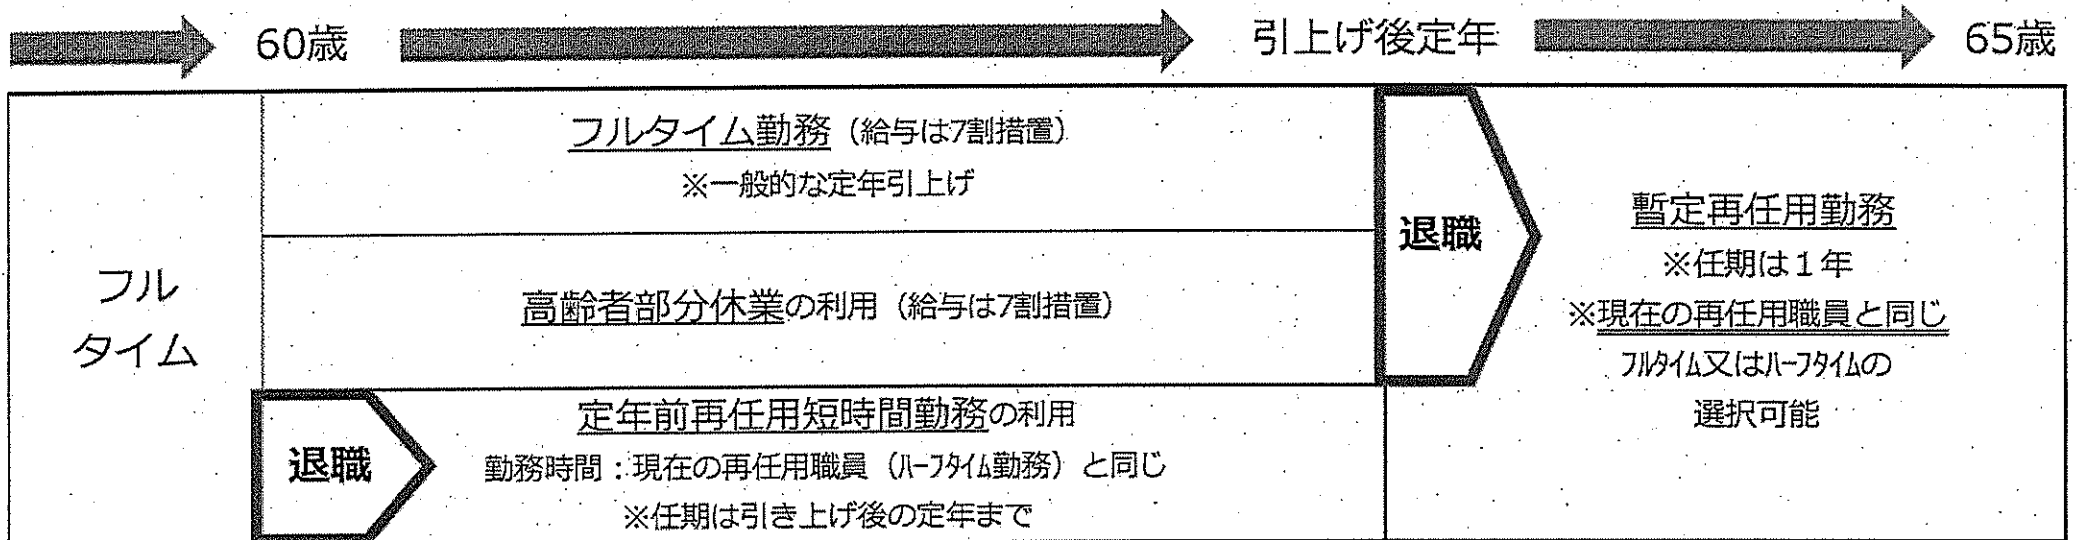 60歳 引上げ後定年 65歳
フル
タイム
フルタイム勤務（給与は7割措置）
※一般的な定年引上げ
高齢者部分休業の利用（給与は7割措置）
退職
定年前再任用短時間勤務の利用
勤務時間：現在の再任用職員（ﾊｰﾌﾀｲﾑ勤務）と同じ
※任期は引き上げ後の定年まで
退職
暫定再任用勤務
※任期は１年
※現在の再任用職員と同じ
ﾌﾙﾀｲﾑ又はﾊｰﾌﾀｲﾑの
選択可能